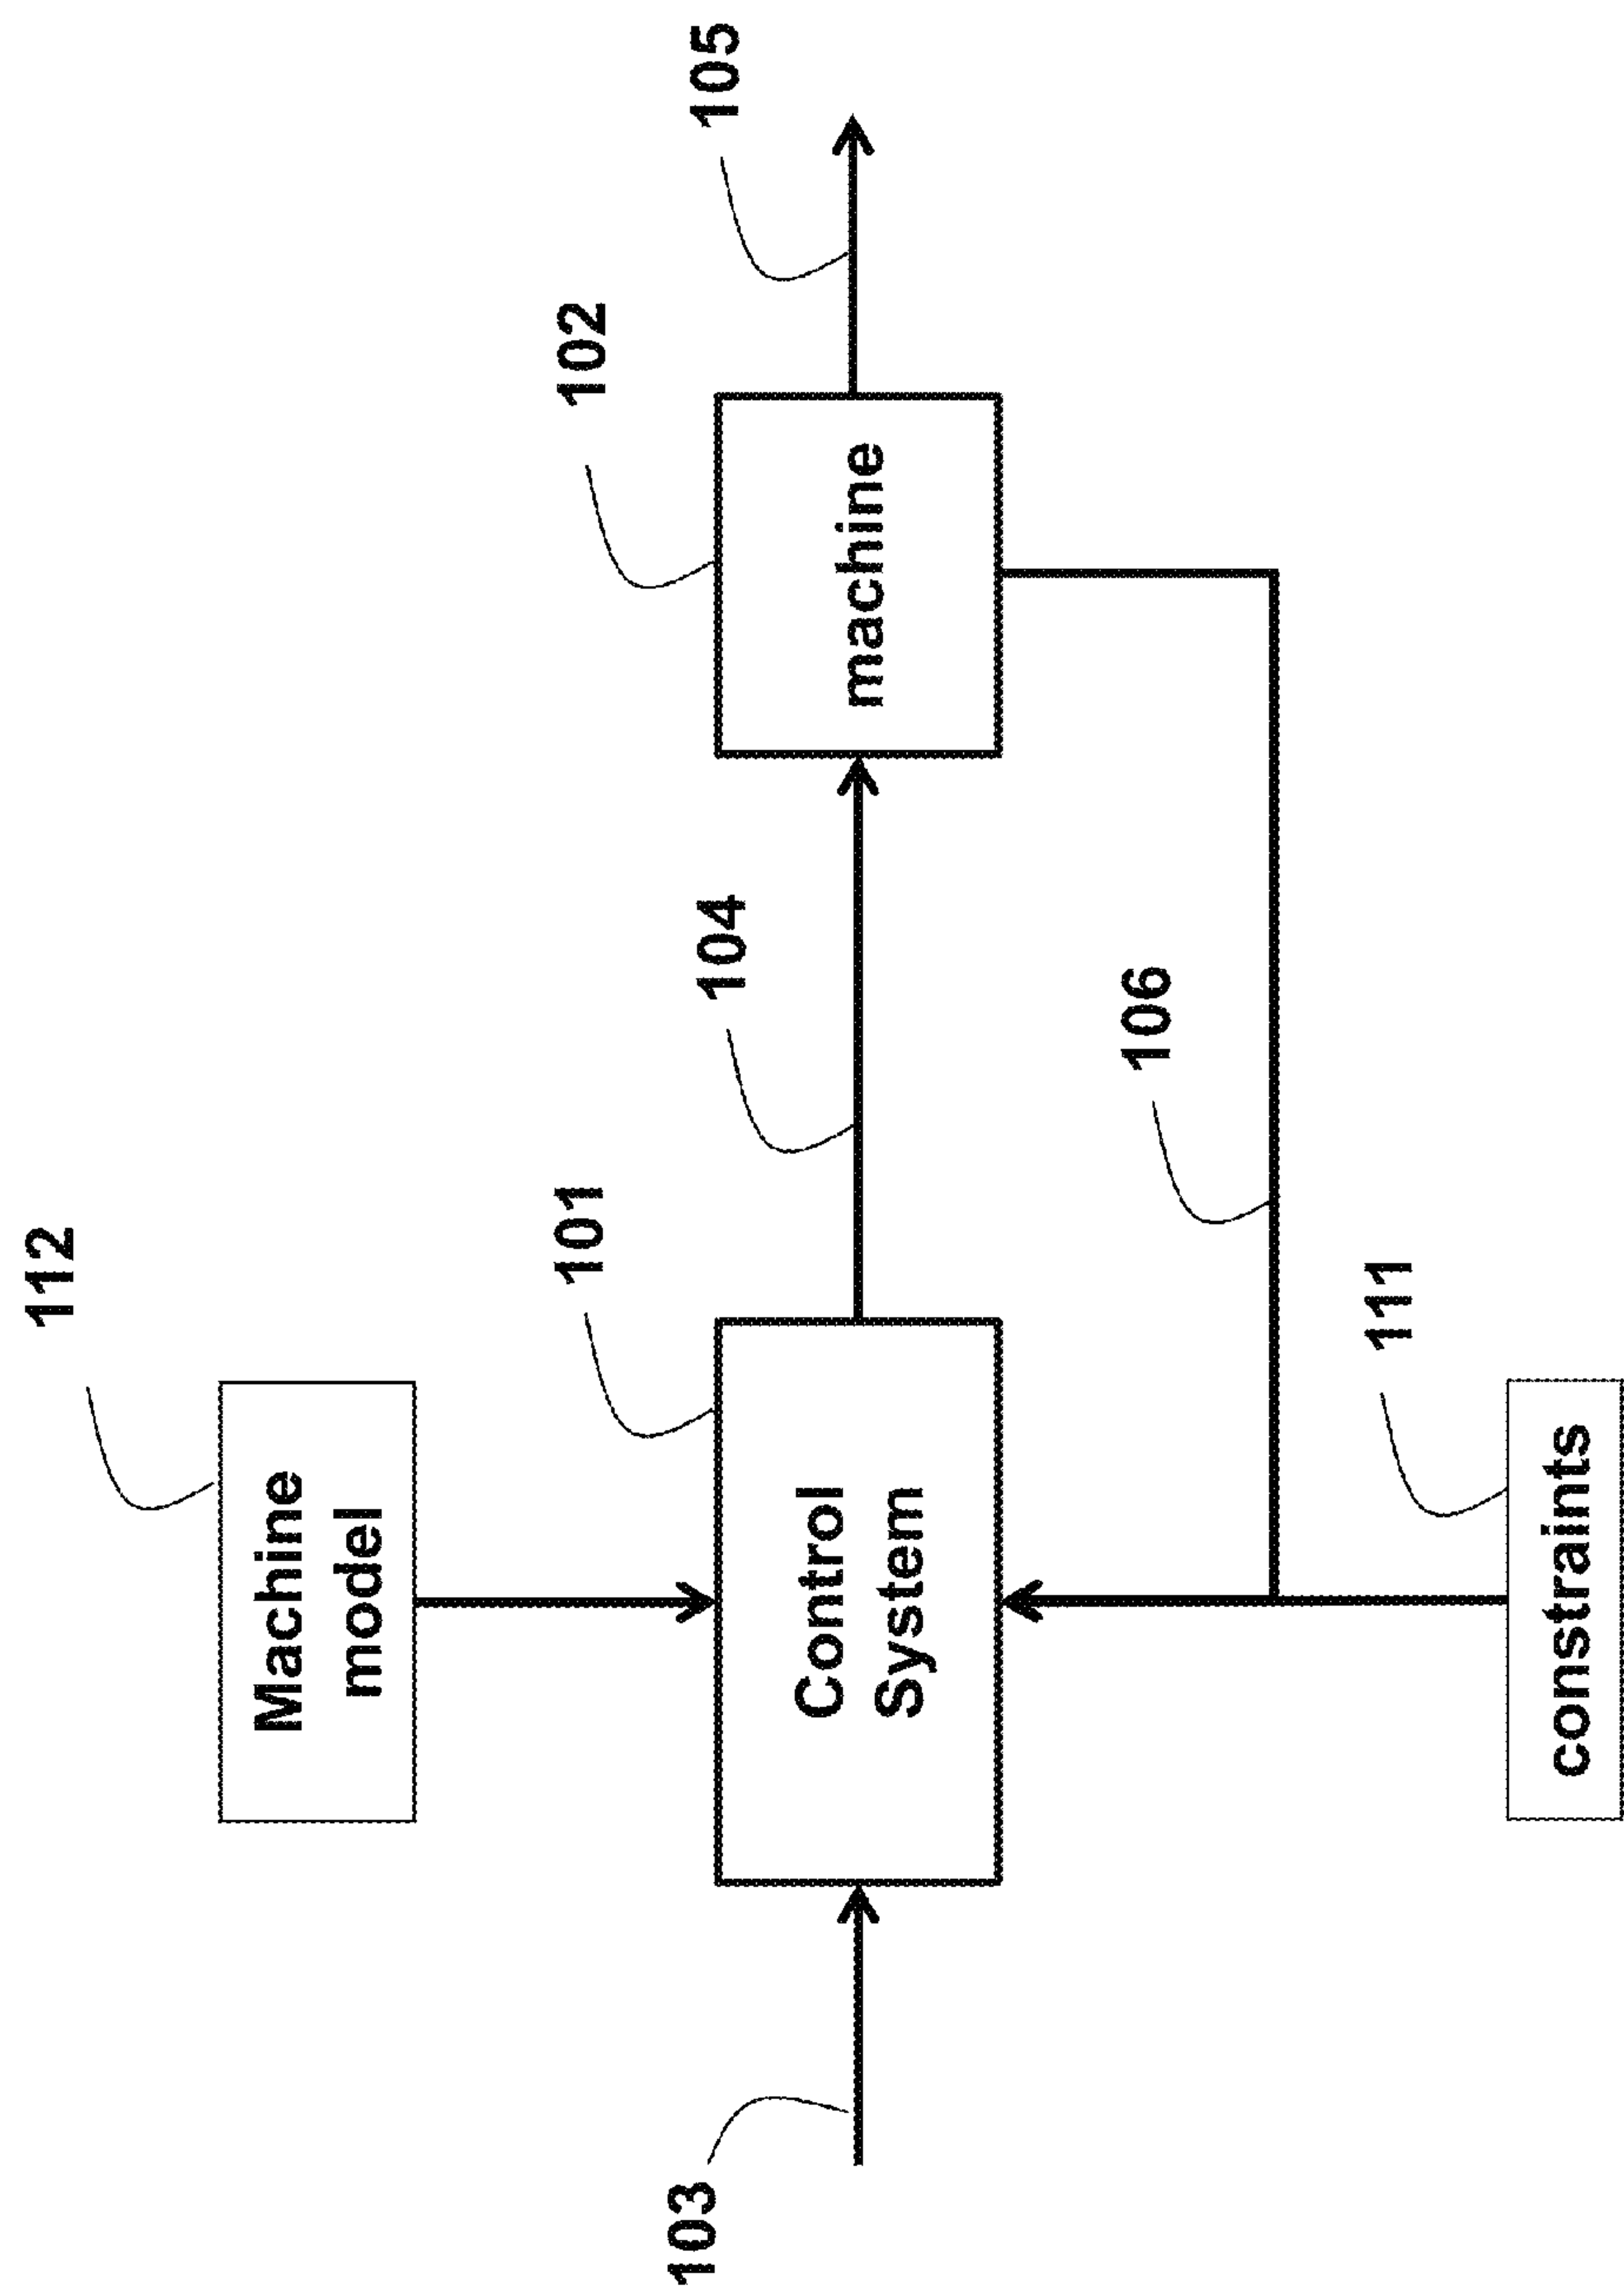 112
Machine
model
101
102
103
104
105
Control
System
machine
106
111
constraints